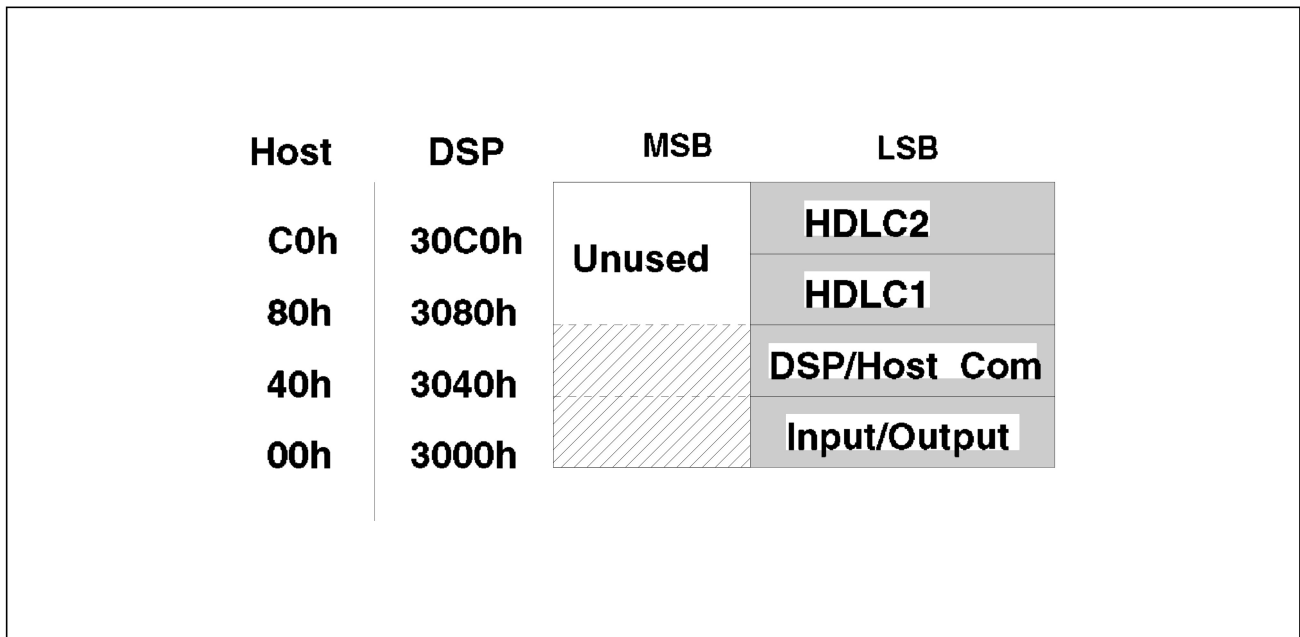 Host DSP MSB LSB
C0h 30C0h Unused HDLC2
80h 3080h HDLC1
40h 3040h DSP/Host Com
00h 3000h Input/Output